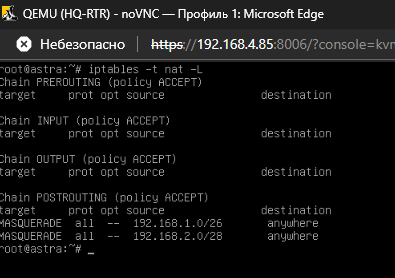 QEMU (HQ-RTR) - noVNC — Профиль 1: Microsoft Edge
Небезопасно https://192.168.4.85:8006/?console=kvm
root@astra:~# iptables -t nat -L
Chain PREROUTING (policy ACCEPT)
target prot opt source destination
Chain INPUT (policy ACCEPT)
target prot opt source destination
Chain OUTPUT (policy ACCEPT)
target prot opt source destination
Chain POSTROUTING (policy ACCEPT)
target prot opt source destination
MASQUERADE all -- 192.168.1.0/26 anywhere
MASQUERADE all -- 192.168.2.0/28 anywhere
root@astra:~# _